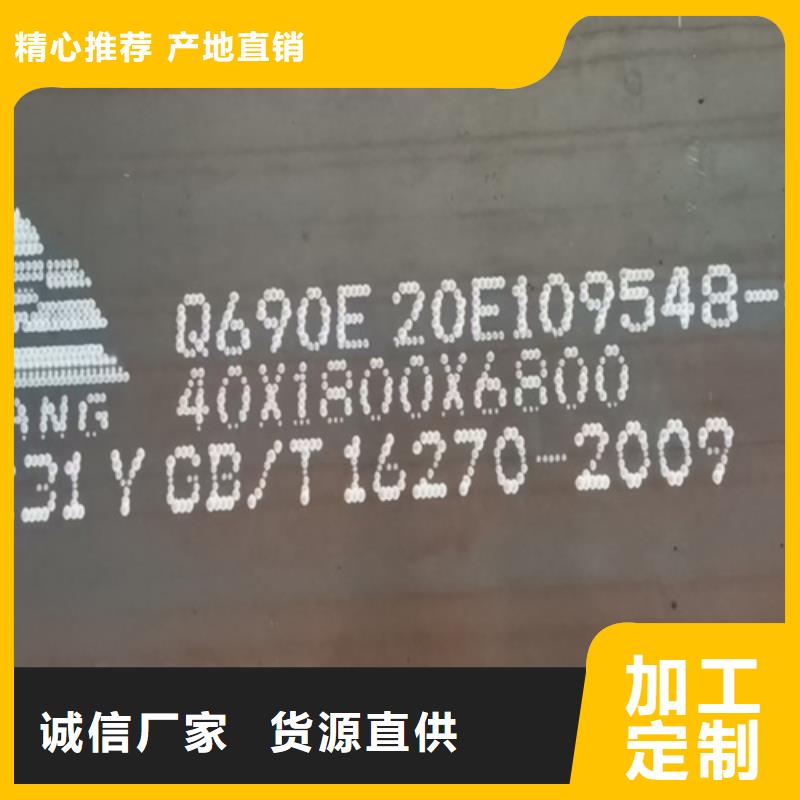 精心推荐 产地直销
Q690E 20E109548-
40X1800X6800
ANG
31 Y GB/T 16270-2009
诚信厂家 货源直供
加工
定制